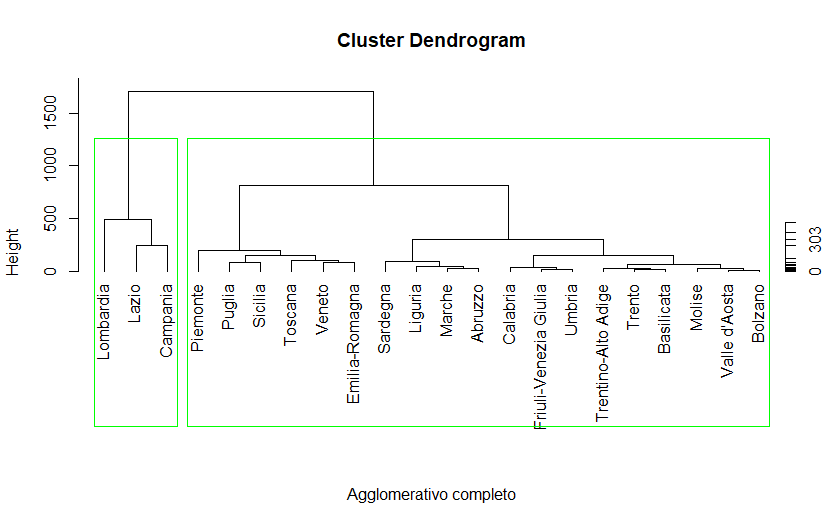 Cluster Dendrogram
Height
0
500
1000
1500
Lombardia
Lazio
Campania
Piemonte
Puglia
Sicilia
Toscana
Veneto
Emilia-Romagna
Sardegna
Liguria
Marche
Abruzzo
Calabria
Friuli-Venezia Giulia
Umbria
Trentino-Alto Adige
Trento
Basilicata
Molise
Valle d'Aosta
Bolzano
0
303
Agglomerativo completo